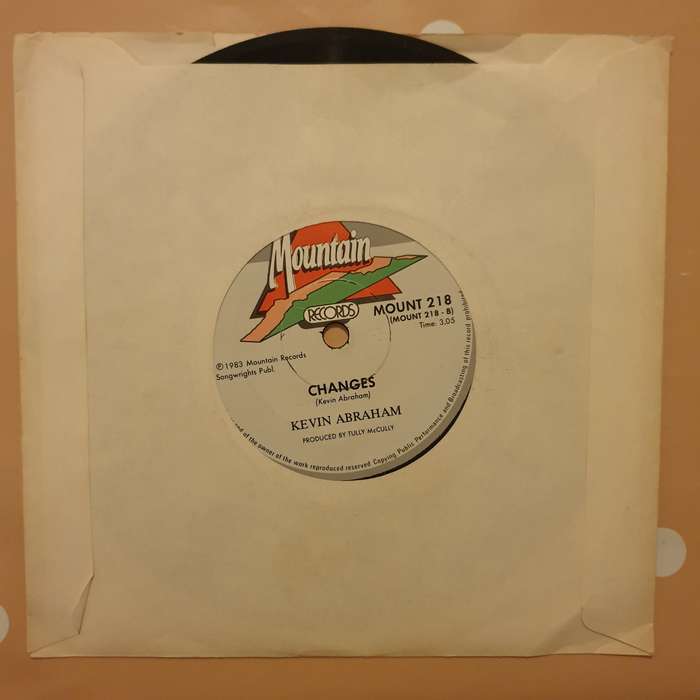 Mountain
RECORDS
MOUNT 218
(MOUNT 218 - B)
Time: 3.05
℗1983 Mountain Records
Songwrights Publ.
CHANGES
(Kevin Abraham)
KEVIN ABRAHAM
PRODUCED BY TULLY McCULLY
of the owner of the work reproduced reserved Copying Public Performance and Broadcasting of this record prohibited